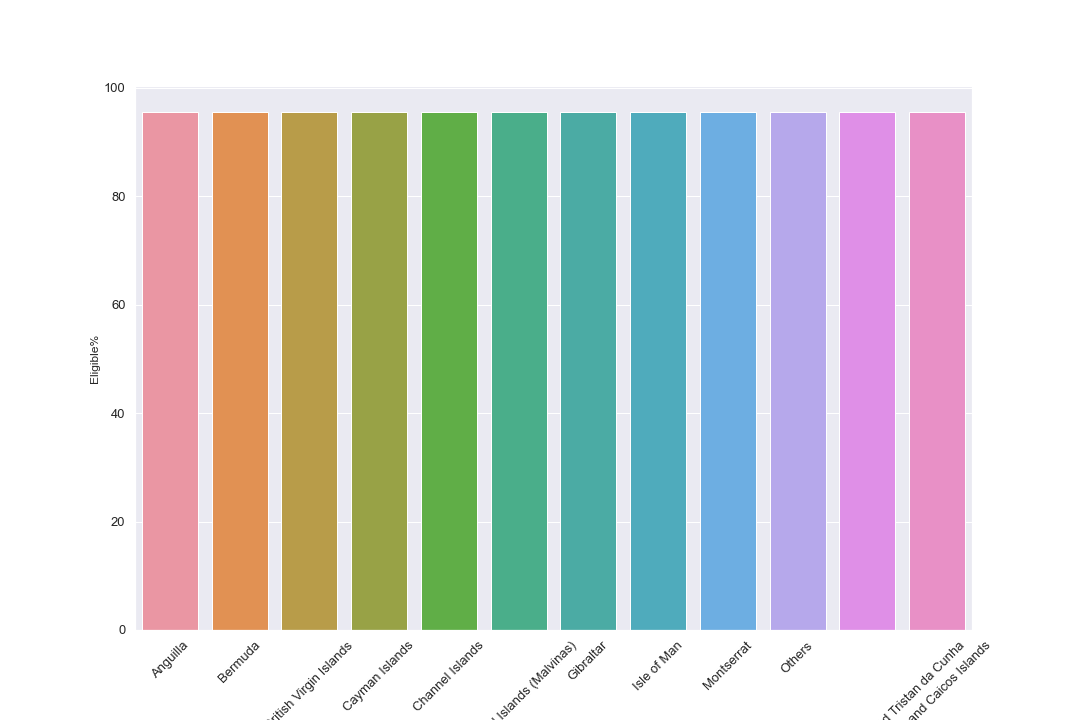 100
80
60
40
20
0
Eligible%
Anguilla
Bermuda
British Virgin Islands
Cayman Islands
Channel Islands
Islands (Malvinas)
Gibraltar
Isle of Man
Montserrat
Others
Tristan da Cunha
and Caicos Islands